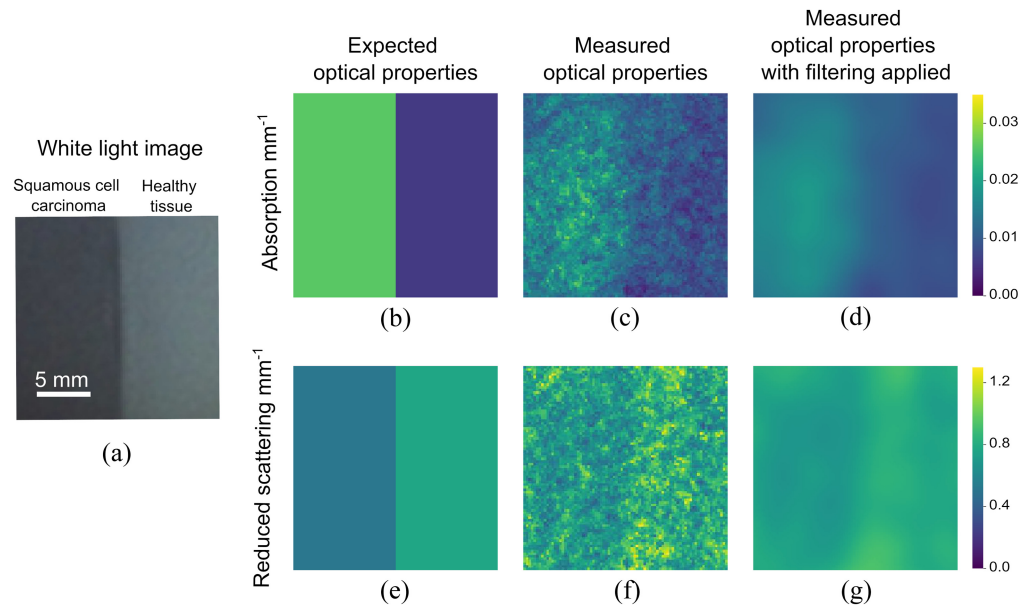 Expected
optical properties
Measured
optical properties
Measured
optical properties
with filtering applied
White light image
Squamous cell
carcinoma
Healthy
tissue
5 mm
(a)
Absorption mm-1
(b)
(c)
(d)
0.03
0.02
0.01
0.00
Reduced scattering mm-1
(e)
(f)
(g)
1.2
0.8
0.4
0.0